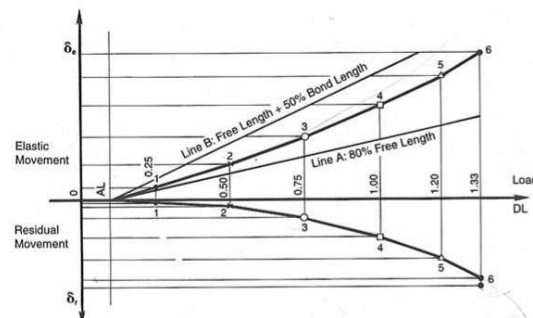 δe
6
5
4
3
2
1
Line B: Free Length + 50% Bond Length
Line A: 80% Free Length
Elastic
Movement
0
AL
0.25
0.50
0.75
1.00
1.20
1.33
Load
DL
Residual
Movement
1
2
3
4
5
6
δr